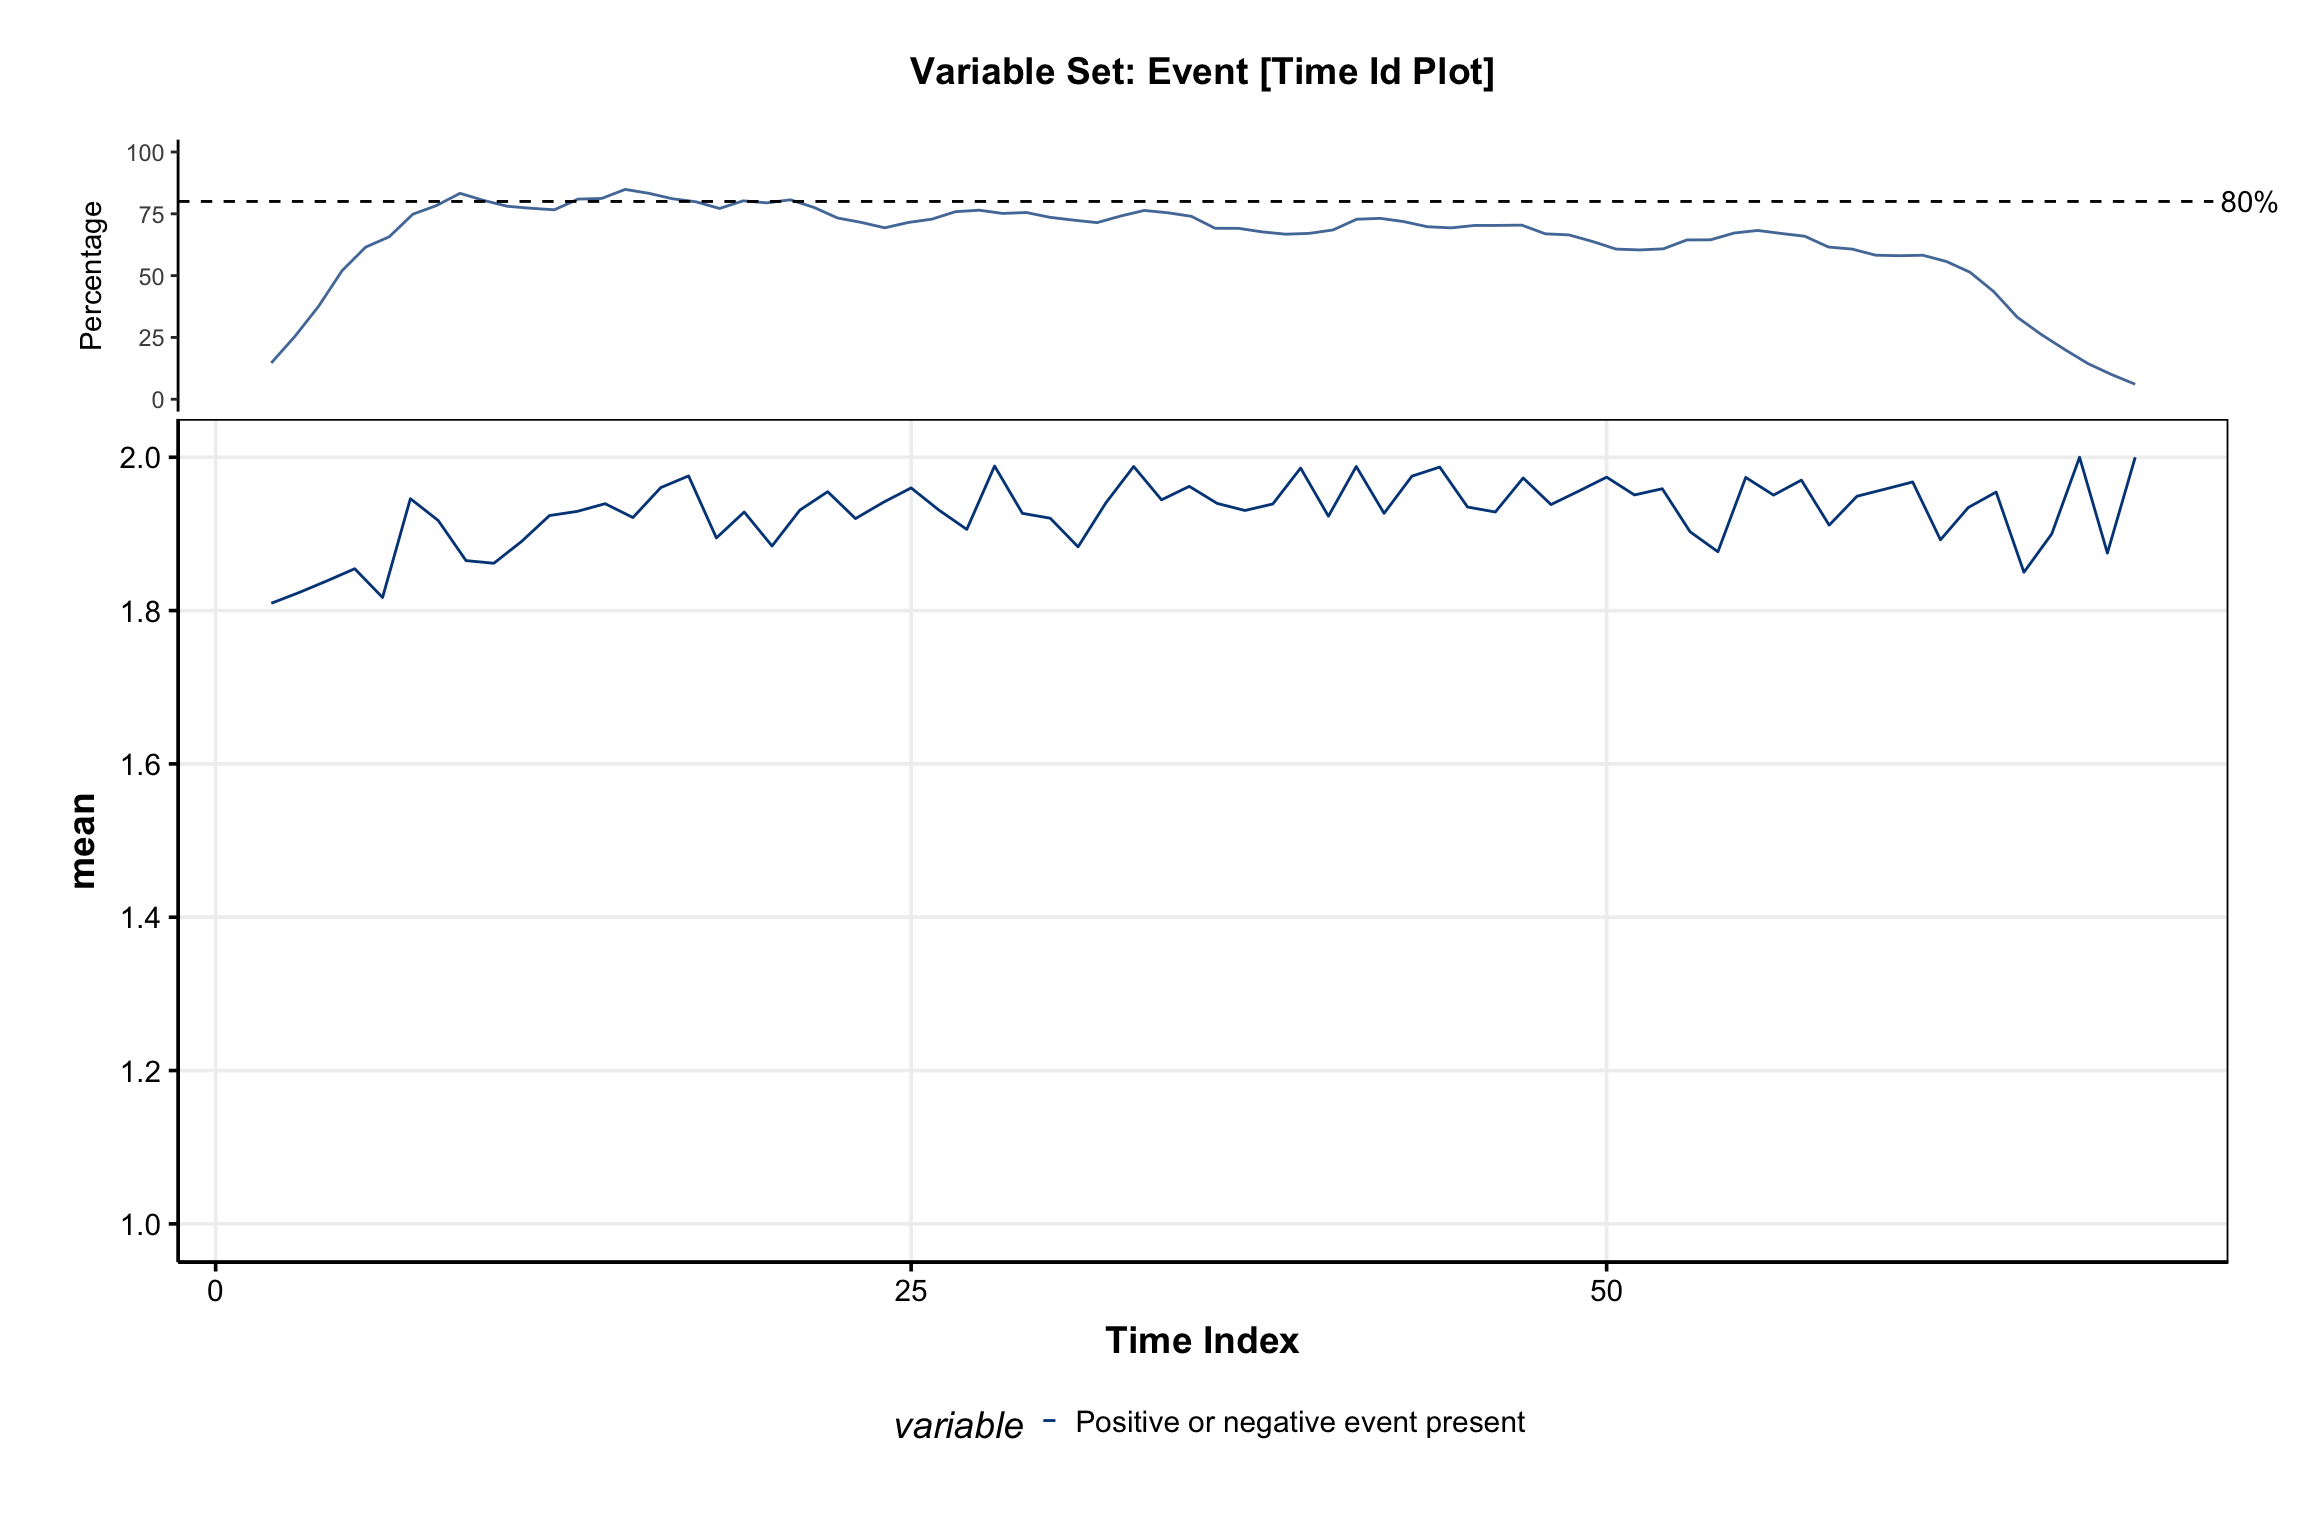 Variable Set: Event [Time Id Plot]
Percentage
100
75
50
25
0
80%
mean
2.0
1.8
1.6
1.4
1.2
1.0
0 25 50
Time Index
variable Positive or negative event present